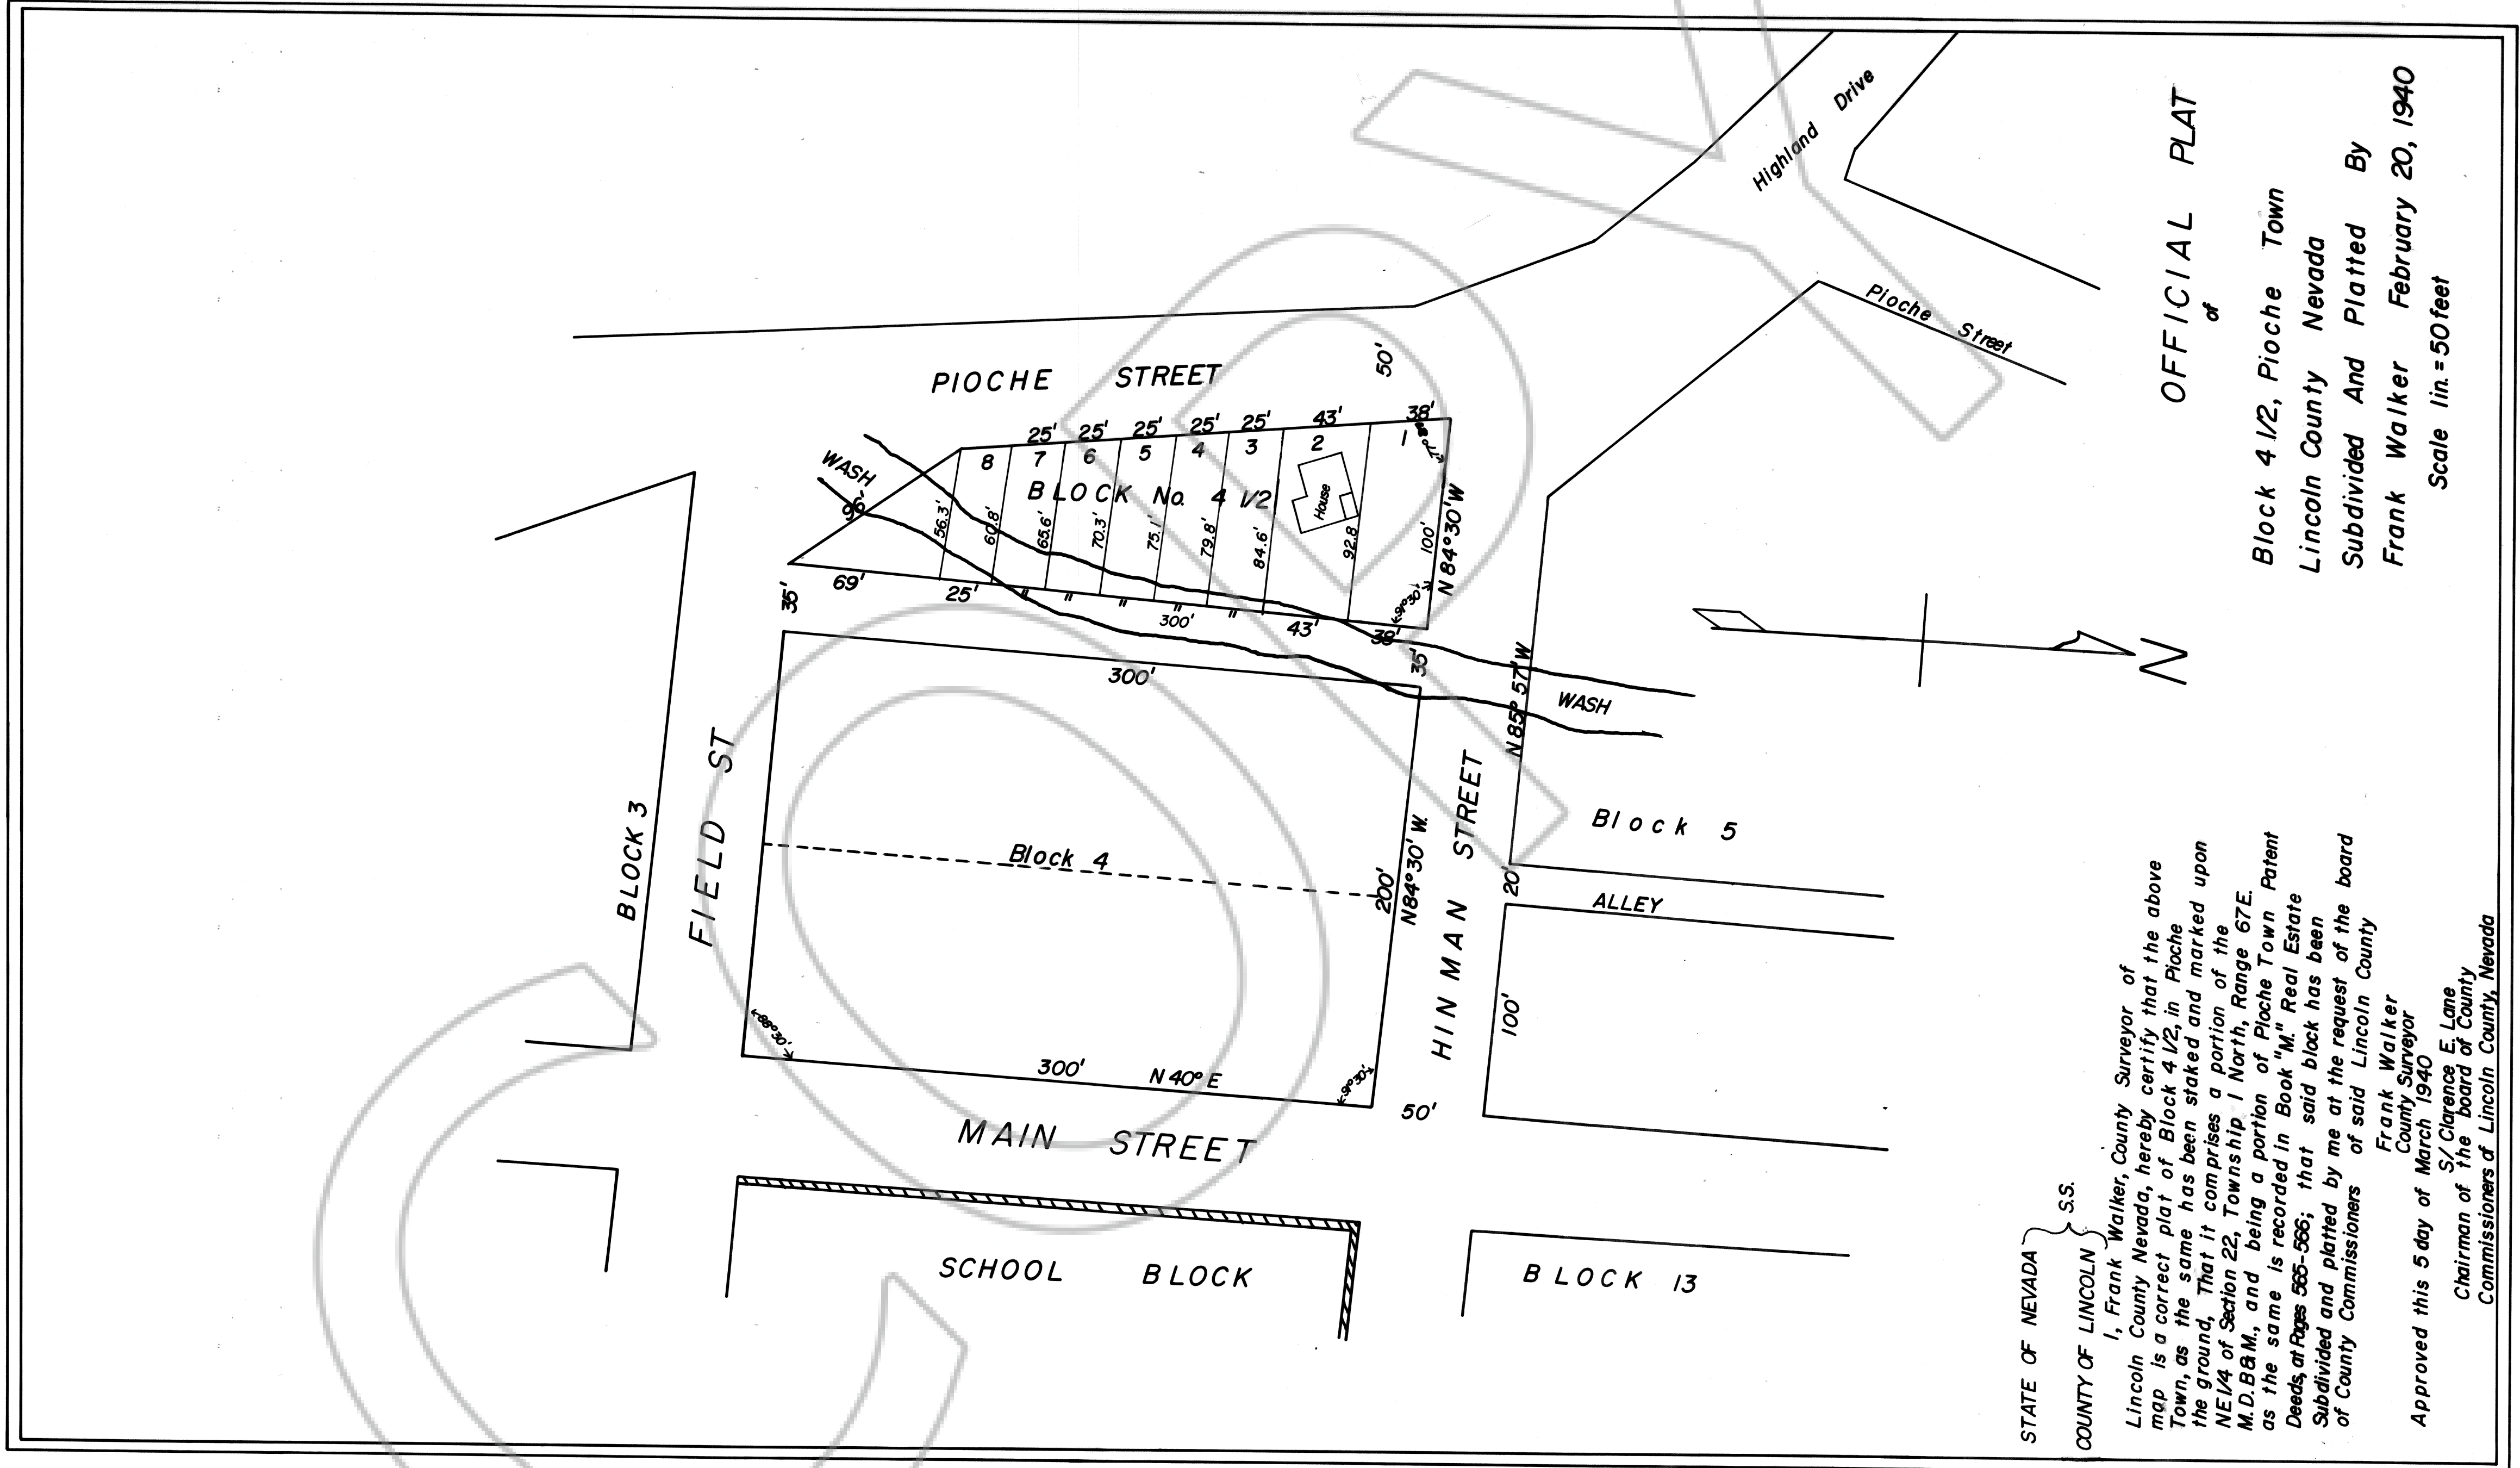 OFFICIAL PLAT
of
Block 4 1/2, Pioche Town
Lincoln County Nevada
Subdivided And Platted By
Frank Walker February 20, 1940
Scale 1in.=50feet
Highland Drive
Pioche Street
PIOCHE STREET
50'
25' 25' 25' 25' 25' 43' 38'
8 7 6 5 4 3 2 1
BLOCK No. 4 1/2
House
WASH
96'
56.3' 60.8' 65.6' 70.3' 75.1' 79.8' 84.6' 92.8 100'
N 84° 30' W
91° 30'
35'
69' 25' " " " " " 43' 38'
300'
35'
300'
WASH
N 85° 57' W
N
BLOCK 3
FIELD ST
Block 4
200'
N84° 30' W.
HINMAN STREET
Block 5
20'
ALLEY
100'
88° 30'
300' N 40° E
91° 30'
50'
MAIN STREET
SCHOOL BLOCK
BLOCK 13
STATE OF NEVADA
S.S.
COUNTY OF LINCOLN
I, Frank Walker, County Surveyor of
Lincoln County Nevada, hereby certify that the above
map is a correct plat of Block 4 1/2, in Pioche
Town, as the same has been staked and marked upon
the ground, That it comprises a portion of the
NE1/4 of Section 22, Township 1 North, Range 67E.
M.D.B&M., and being a portion of Pioche Town Patent
as the same is recorded in Book "M." Real Estate
Deeds, at Pages 565-566; that said block has been
Subdivided and platted by me at the request of the board
of County Commissioners of said Lincoln County
Frank Walker
County Surveyor
Approved this 5 day of March 1940
S/ Clarence E. Lane
Chairman of the board of County
Commissioners of Lincoln County, Nevada
COPY